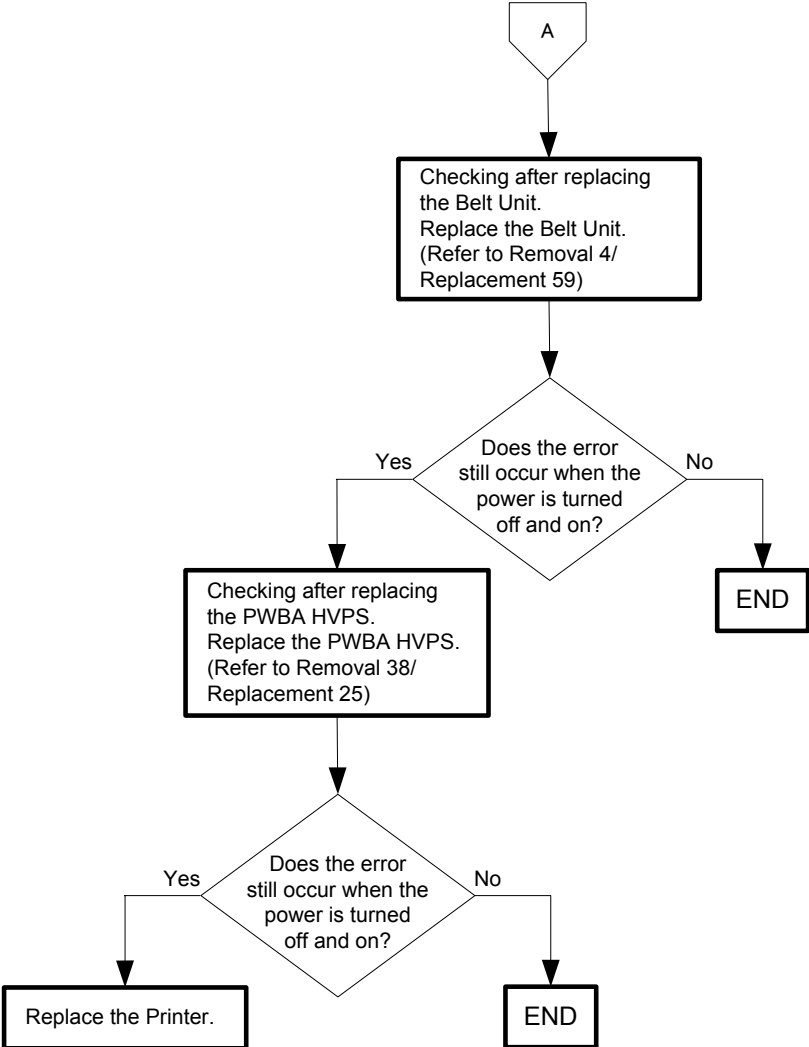 A
Checking after replacing
the Belt Unit.
Replace the Belt Unit.
(Refer to Removal 4/
Replacement 59)
Does the error
still occur when the
power is turned
off and on?
Yes
No
END
Checking after replacing
the PWBA HVPS.
Replace the PWBA HVPS.
(Refer to Removal 38/
Replacement 25)
Does the error
still occur when the
power is turned
off and on?
Yes
No
Replace the Printer.
END